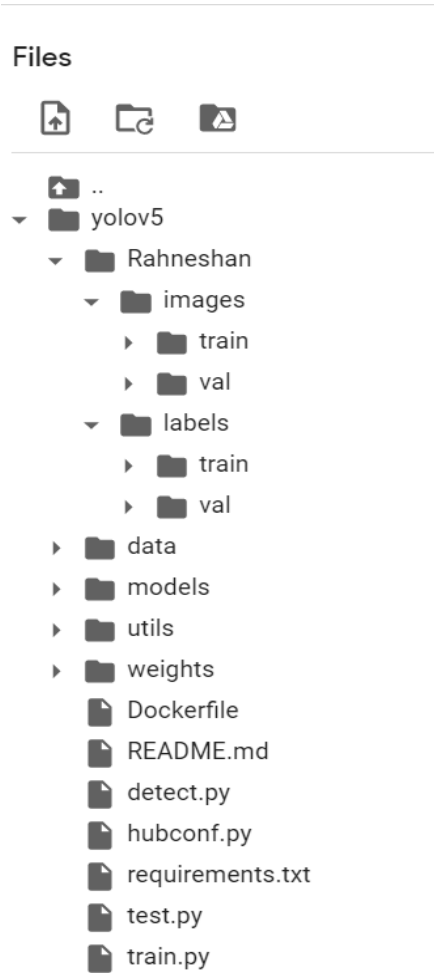 Files
..
yolov5
Rahneshan
images
train
val
labels
train
val
data
models
utils
weights
Dockerfile
README.md
detect.py
hubconf.py
requirements.txt
test.py
train.py